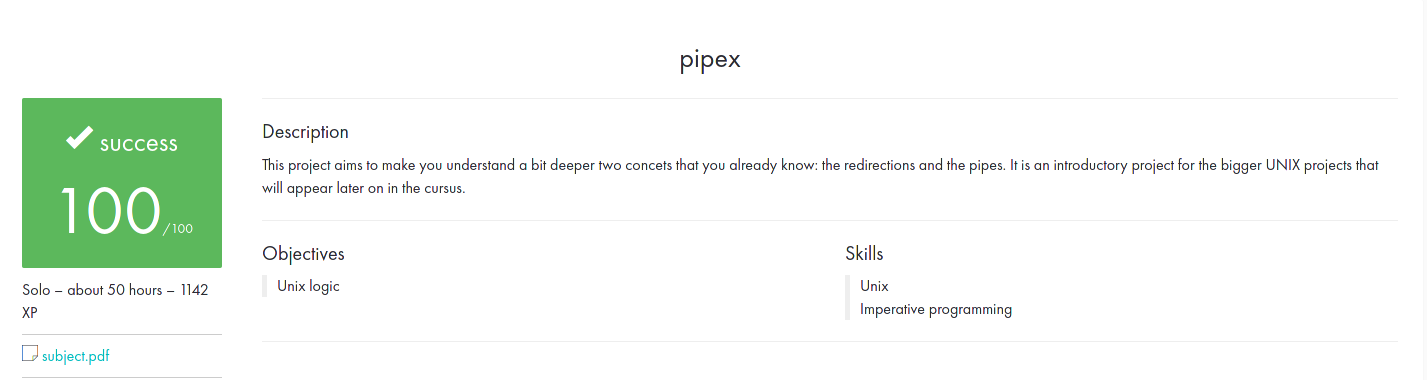 pipex
success
100/100
Solo – about 50 hours – 1142
XP
subject.pdf
Description
This project aims to make you understand a bit deeper two concets that you already know: the redirections and the pipes. It is an introductory project for the bigger UNIX projects that
will appear later on in the cursus.
Objectives
Unix logic
Skills
Unix
Imperative programming